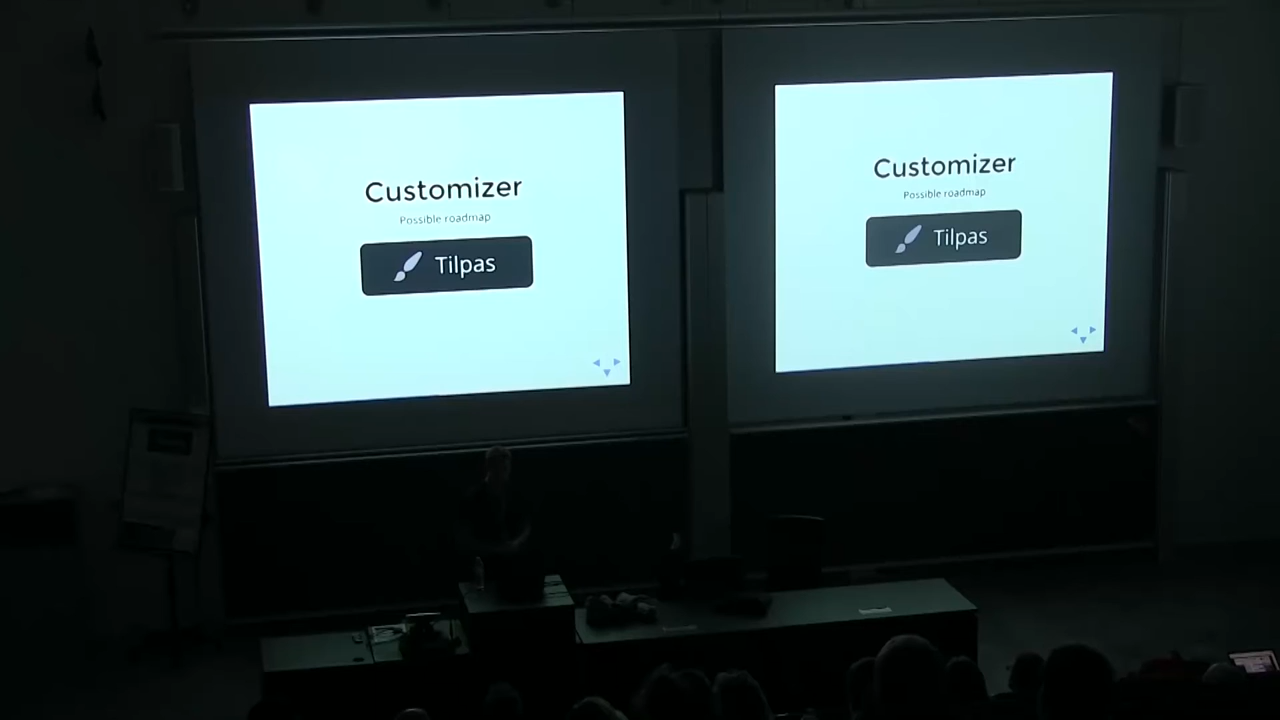 Customizer
Possible roadmap
Tilpas
Customizer
Possible roadmap
Tilpas